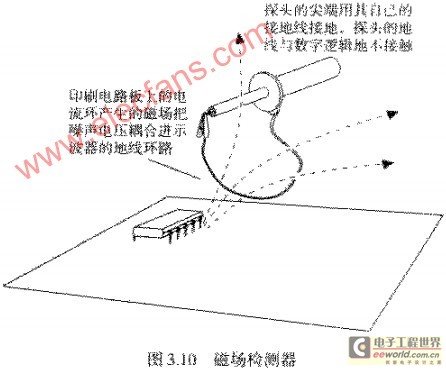 探头的尖端用其自己的
接地线接地。探头的地
线与数字逻辑地不接触
印刷电路板上的电
流环产生的磁场把
噪声电压耦合进示
波器的地线环路
www.elecfans.com
图 3.10 磁场检测器
电子工程世界
eeworld.com.cn